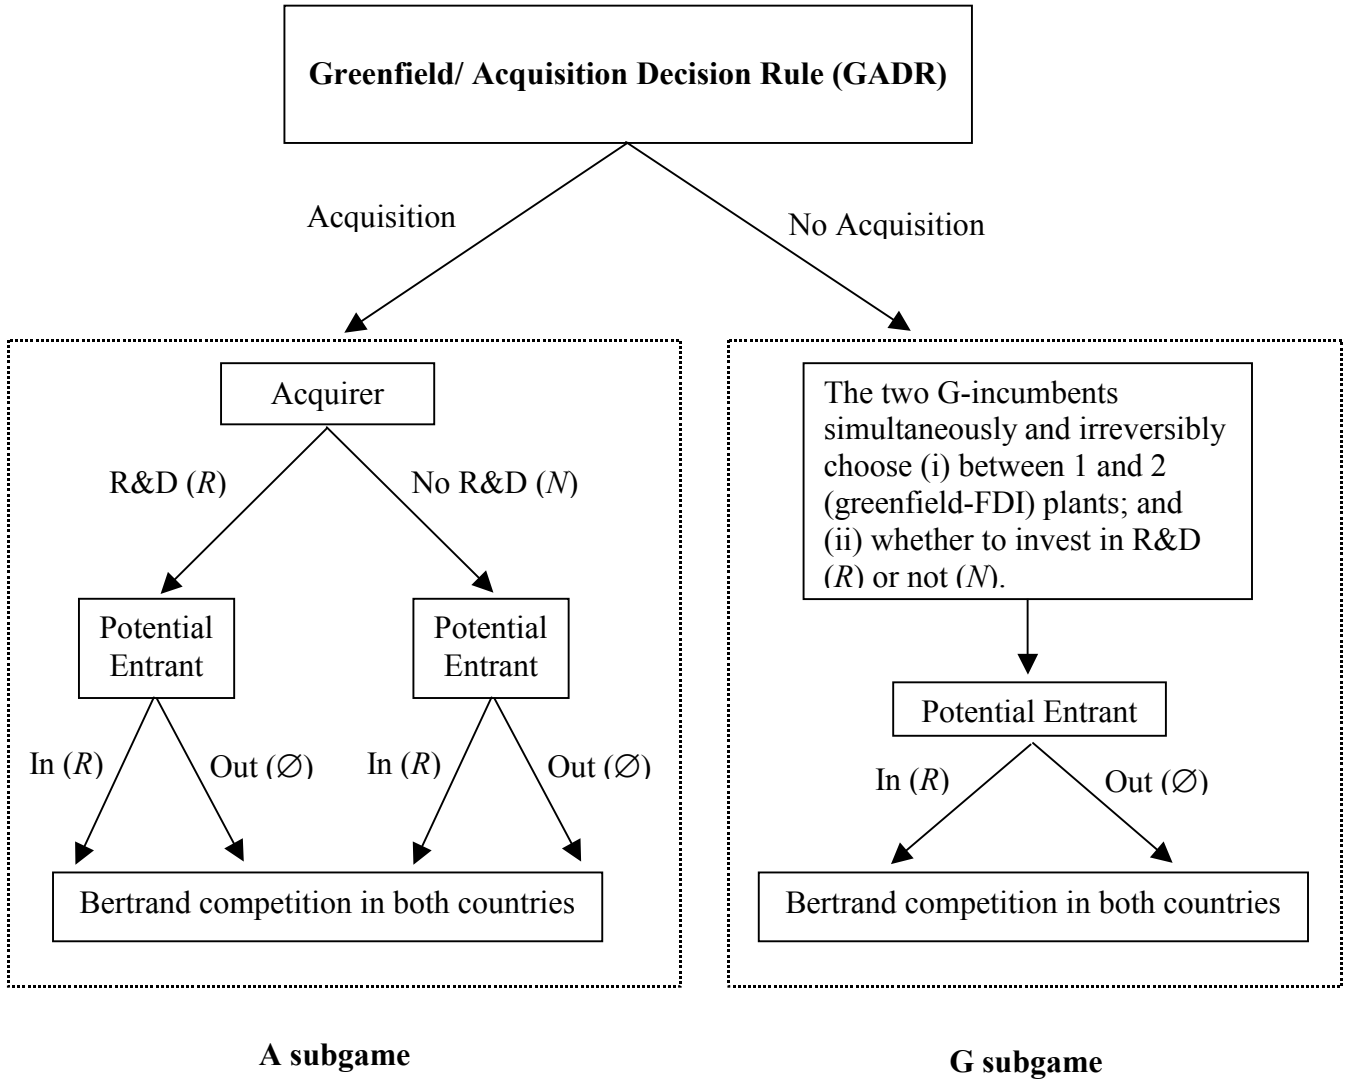 Greenfield/ Acquisition Decision Rule (GADR)
Acquisition
No Acquisition
Acquirer
R&D (R)
No R&D (N)
Potential
Entrant
Potential
Entrant
In (R)
Out (∅)
In (R)
Out (∅)
Bertrand competition in both countries
A subgame
The two G-incumbents
simultaneously and irreversibly
choose (i) between 1 and 2
(greenfield-FDI) plants; and
(ii) whether to invest in R&D
(R) or not (N).
Potential Entrant
In (R)
Out (∅)
Bertrand competition in both countries
G subgame